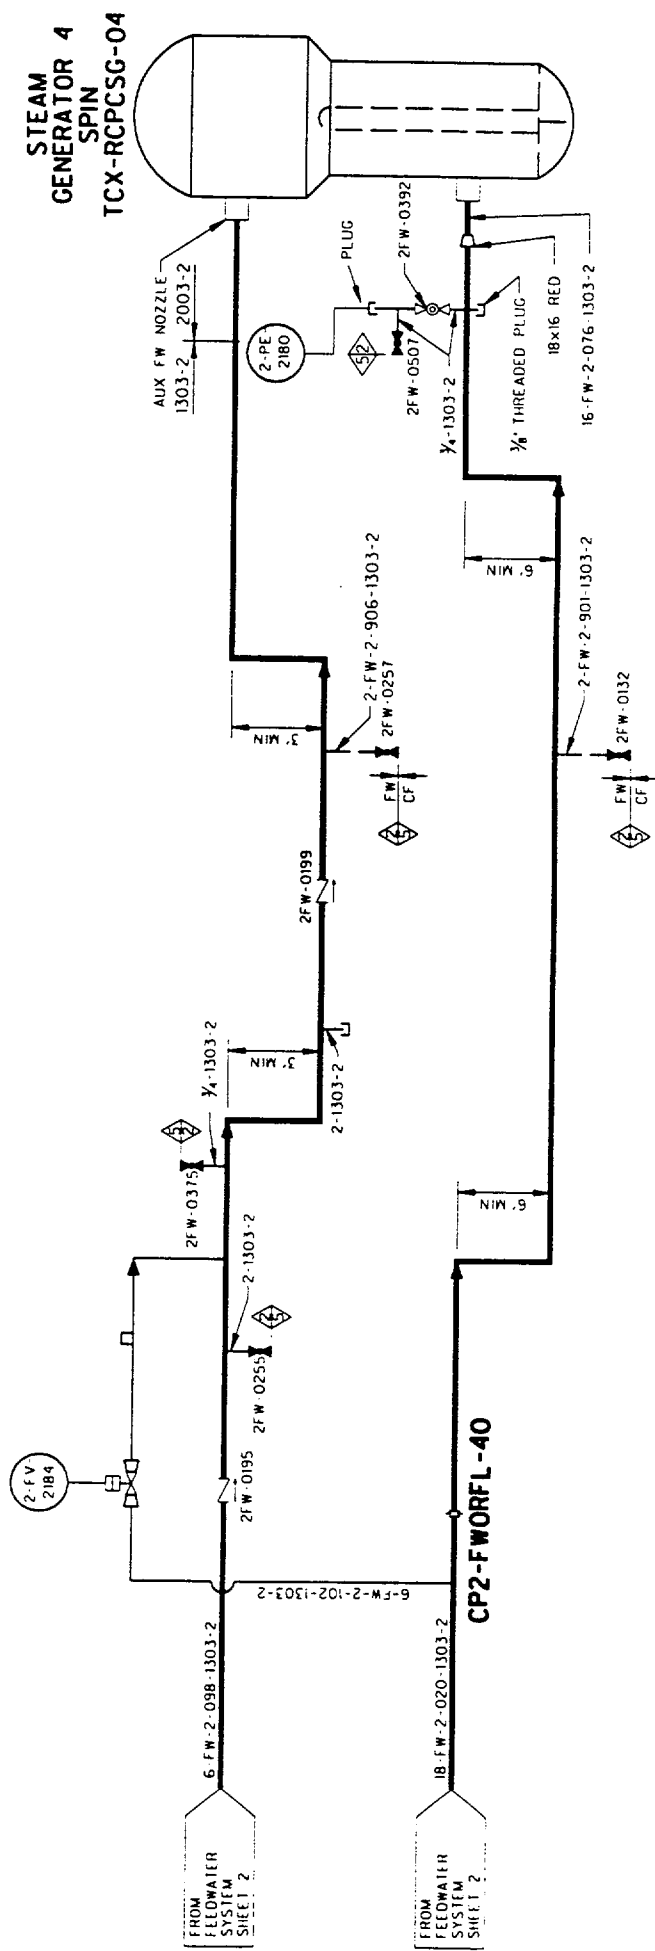 STEAM
GENERATOR 4
SPIN
TCX-RCPCSG-04
AUX FW NOZZLE
1303-2
2003-2
2-PE-
2180
PLUG
52
2FW-0507
2FW-0392
3/4-1303-2
3/8" THREADED PLUG
18x16 RED
16-FW-2-076-1303-2
6' MIN
3' MIN
2-FW-2-906-1303-2
2FW-0257
FW
CF
2-FW-2-901-1303-2
2FW-0132
FW
CF
2FW-0199
3' MIN
2-1303-2
3/4-1303-2
2FW-0375
6' MIN
2-1303-2
2FW-0255
2FW-0195
2-FV-
2184
CP2-FWORFL-40
6-FW-2-102-1303-2
6-FW-2-098-1303-2
18-FW-2-020-1303-2
FROM
FEEDWATER
SYSTEM
SHEET 2
FROM
FEEDWATER
SYSTEM
SHEET 2